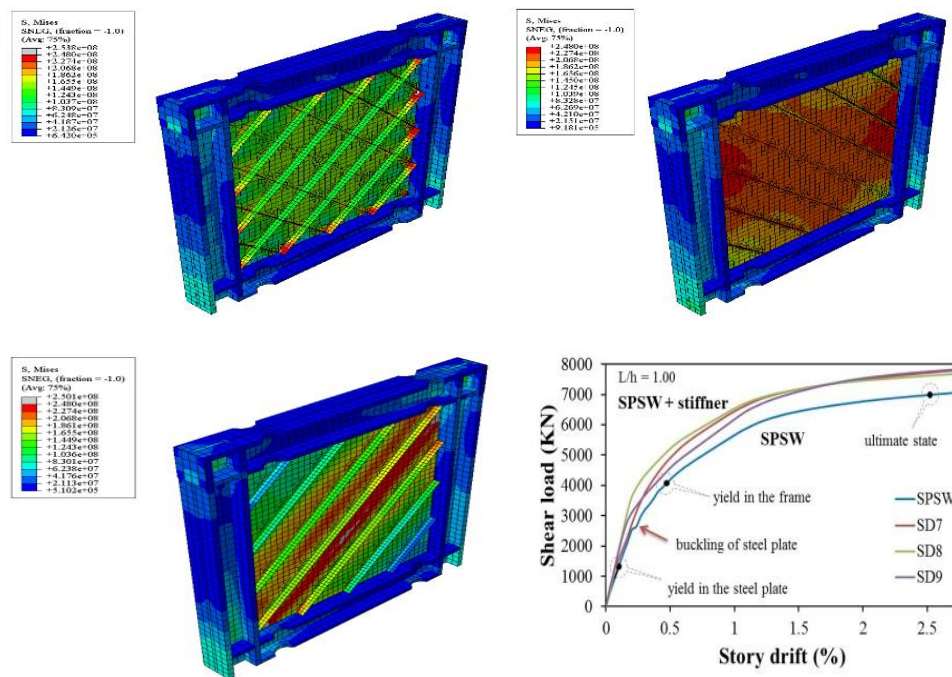 S, Mises
SNEG, (fraction = -1.0)
(Avg: 75%)
+2.538e+08
+2.480e+08
+2.274e+08
+2.068e+08
+1.862e+08
+1.655e+08
+1.449e+08
+1.243e+08
+1.037e+08
+8.309e+07
+6.248e+07
+4.187e+07
+2.126e+07
+6.420e+05
S, Mises
SNEG, (fraction = -1.0)
(Avg: 75%)
+2.480e+08
+2.274e+08
+2.068e+08
+1.862e+08
+1.656e+08
+1.450e+08
+1.245e+08
+1.039e+08
+8.328e+07
+6.269e+07
+4.210e+07
+2.151e+07
+9.181e+05
S, Mises
SNEG, (fraction = -1.0)
(Avg: 75%)
+2.501e+08
+2.480e+08
+2.274e+08
+2.068e+08
+1.861e+08
+1.655e+08
+1.449e+08
+1.243e+08
+1.036e+08
+8.301e+07
+6.238e+07
+4.176e+07
+2.113e+07
+5.102e+05
8000
7000
6000
5000
4000
3000
2000
1000
0
Shear load (KN)
L/h = 1.00
SPSW + stiffner
SPSW
ultimate state
yield in the frame
buckling of steel plate
yield in the steel plate
SPSW
SD7
SD8
SD9
0 0.5 1 1.5 2 2.5
Story drift (%)